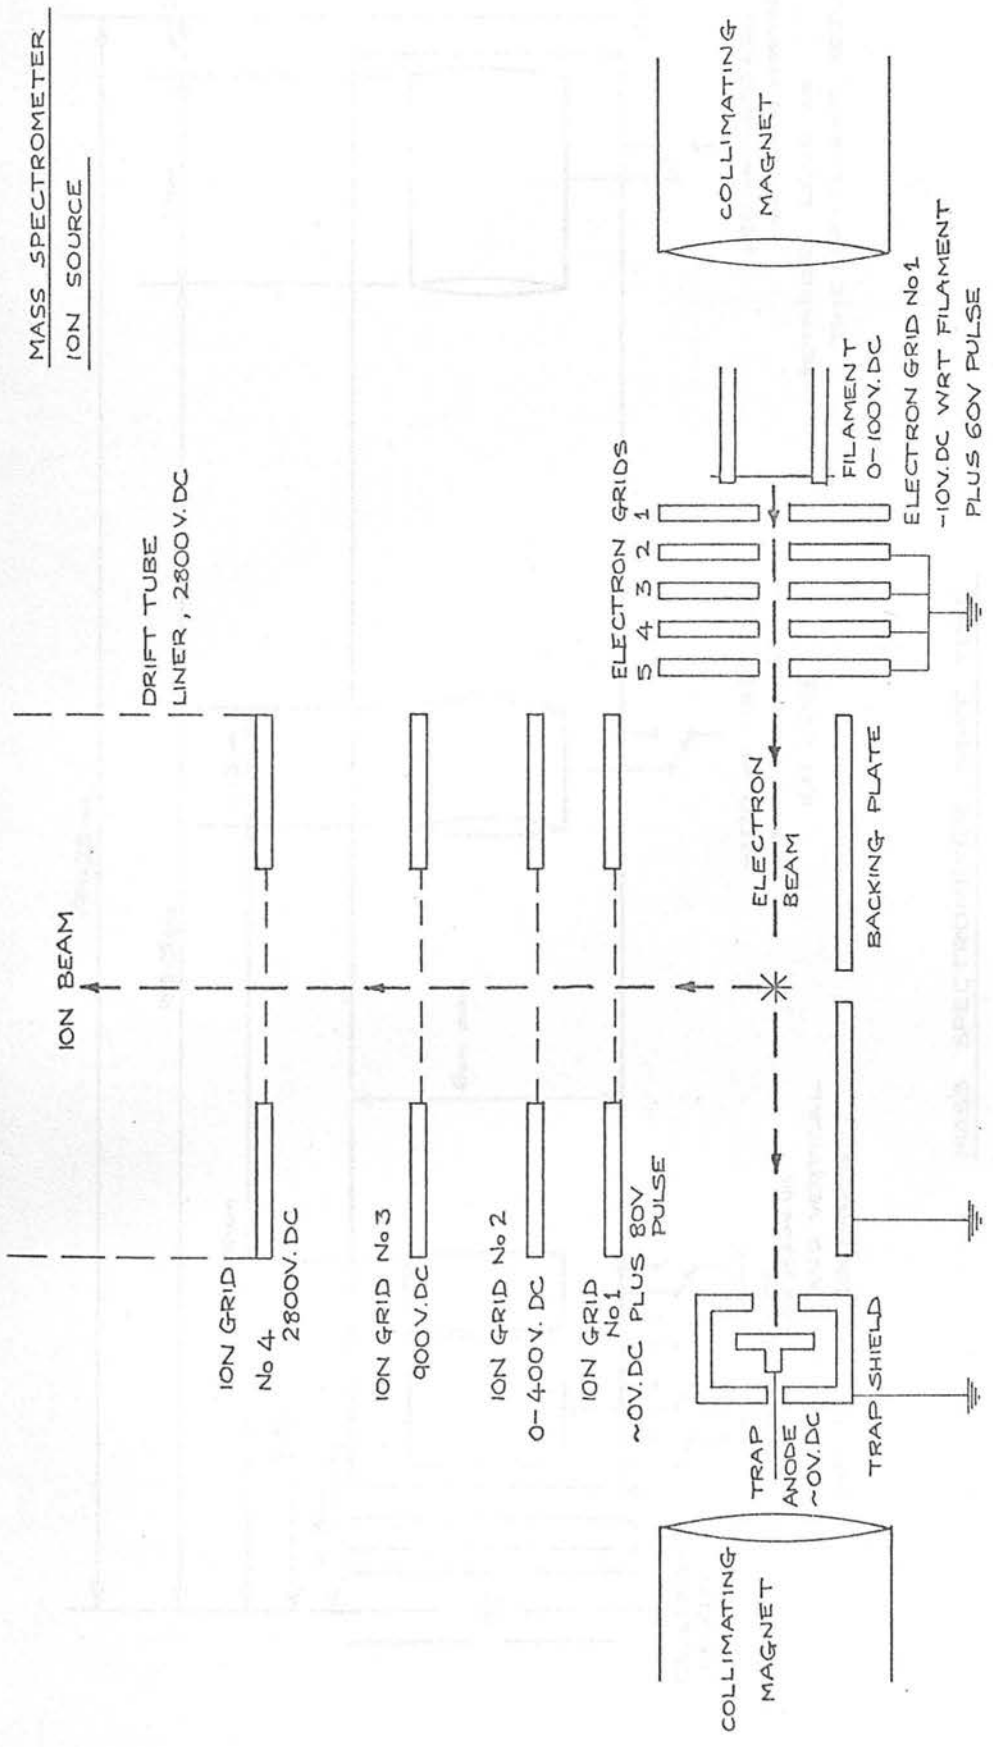 MASS SPECTROMETER
ION SOURCE
DRIFT TUBE
LINER, 2800V.DC
ION BEAM
ION GRID
No 4
2800V.DC
ION GRID No 3
900V.DC
ION GRID No 2
0-400V.DC
ION GRID
No 1
~0V.DC PLUS 80V
PULSE
ELECTRON GRIDS
5 4 3 2 1
ELECTRON
BEAM
COLLIMATING
MAGNET
TRAP
ANODE
~0V.DC
TRAP SHIELD
BACKING PLATE
FILAMENT
0-100V.DC
ELECTRON GRID No 1
-10V.DC WRT FILAMENT
PLUS 60V PULSE
COLLIMATING
MAGNET